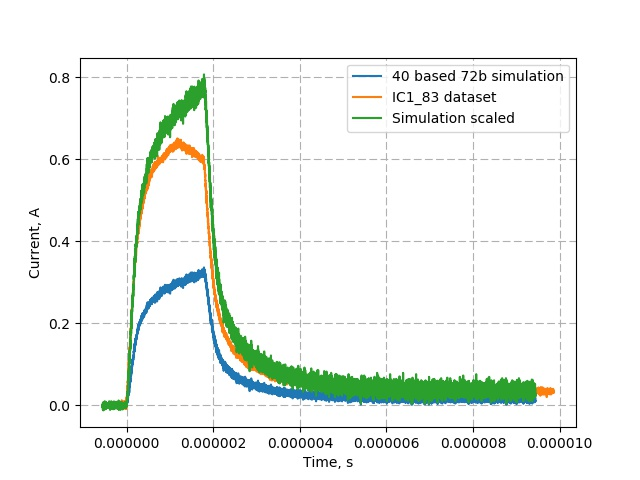 40 based 72b simulation
IC1_83 dataset
Simulation scaled
Current, A
0.8
0.6
0.4
0.2
0.0
0.000000 0.000002 0.000004 0.000006 0.000008 0.000010
Time, s